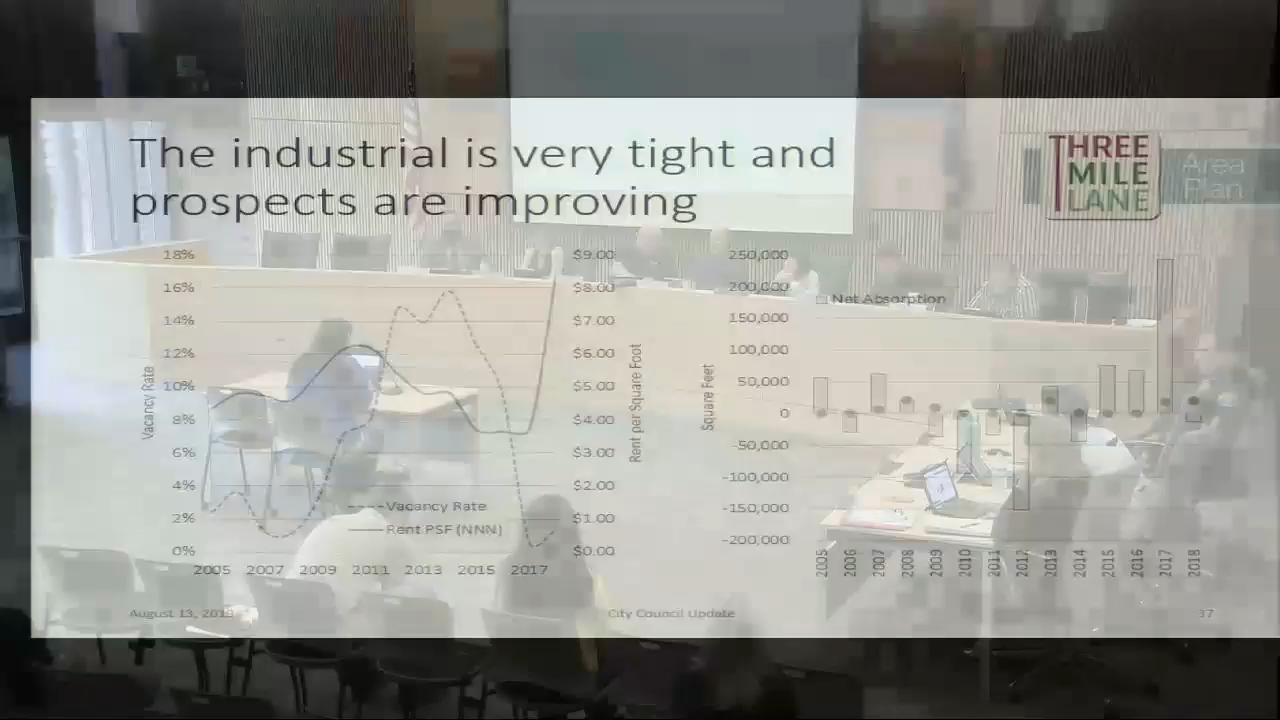 The industrial is very tight and
prospects are improving
THREE
MILE
LANE
Area
Plan
18%
16%
14%
12%
10%
8%
6%
4%
2%
0%
Vacancy Rate
$9.00
$8.00
$7.00
$6.00
$5.00
$4.00
$3.00
$2.00
$1.00
$0.00
Rent per Square Foot
Vacancy Rate
Rent PSF (NNN)
2005 2007 2009 2011 2013 2015 2017
250,000
200,000
150,000
100,000
50,000
0
-50,000
-100,000
-150,000
-200,000
Square Feet
Net Absorption
2005 2006 2007 2008 2009 2010 2011 2012 2013 2014 2015 2016 2017 2018
August 13, 2019
City Council Update
37